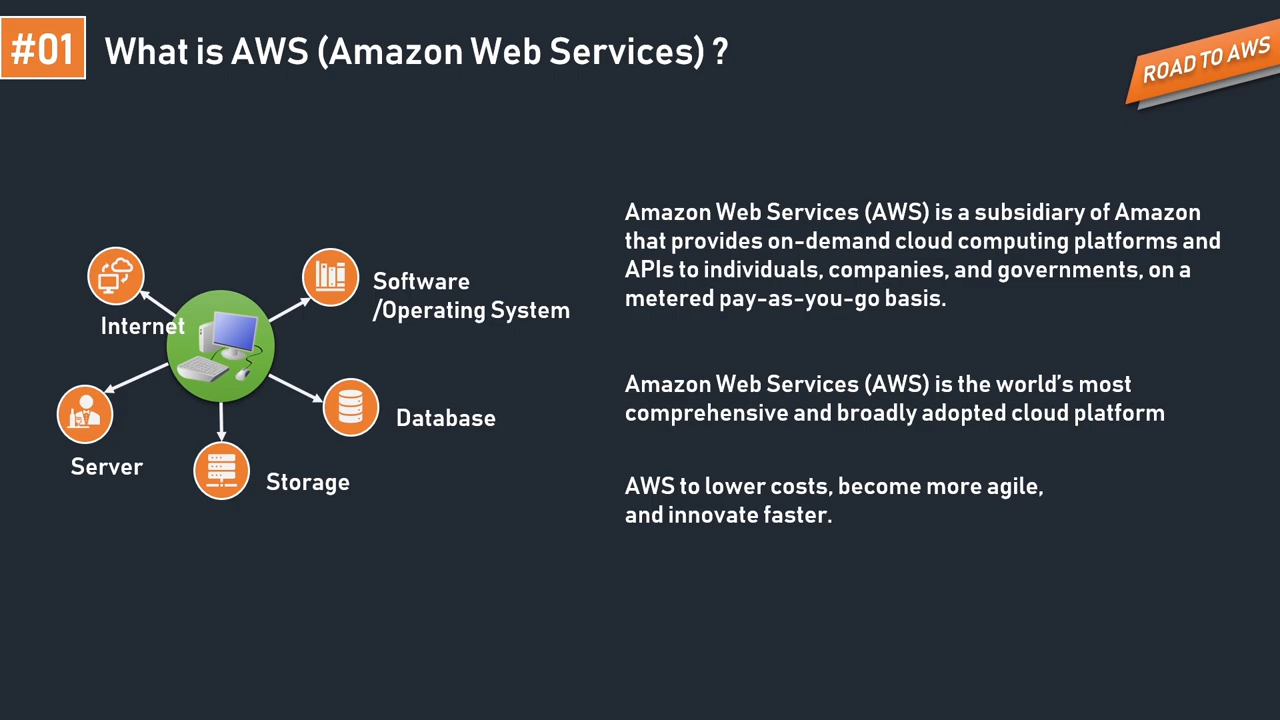 #01
What is AWS (Amazon Web Services) ?
ROAD TO AWS
Internet
Software
/Operating System
Database
Storage
Server
Amazon Web Services (AWS) is a subsidiary of Amazon
that provides on-demand cloud computing platforms and
APIs to individuals, companies, and governments, on a
metered pay-as-you-go basis.
Amazon Web Services (AWS) is the world’s most
comprehensive and broadly adopted cloud platform
AWS to lower costs, become more agile,
and innovate faster.